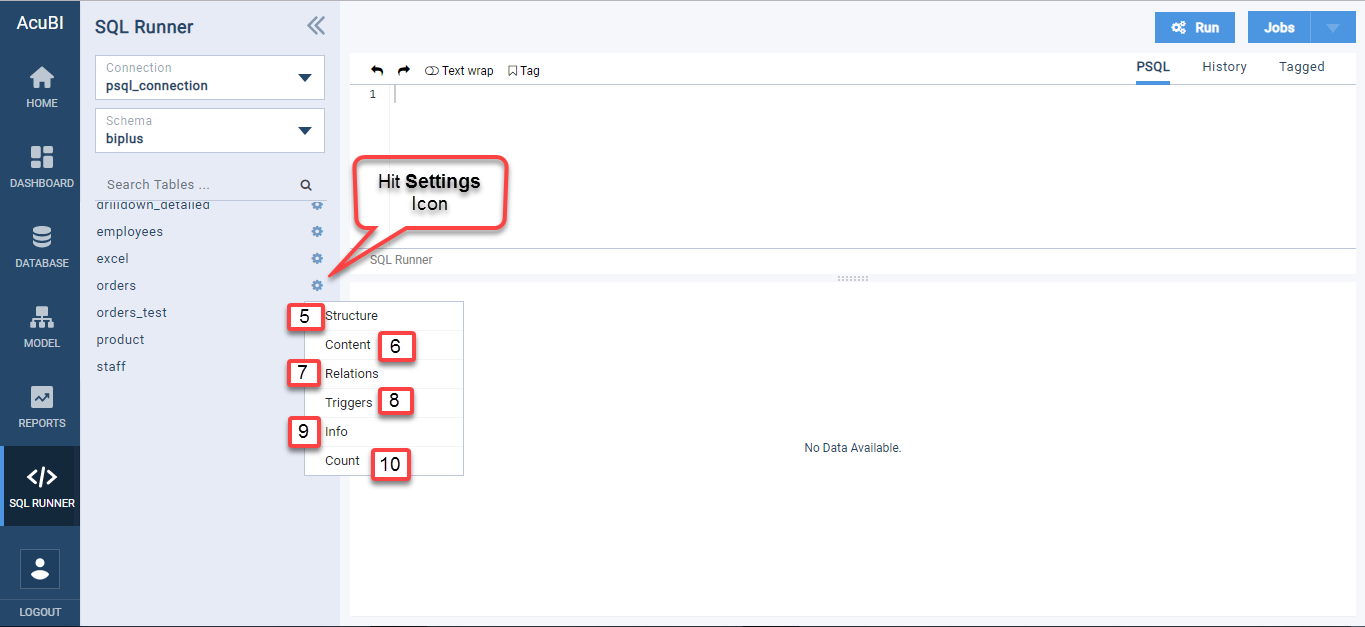 AcuBI
HOME
DASHBOARD
DATABASE
MODEL
REPORTS
SQL RUNNER
LOGOUT
SQL Runner
Connection
psql_connection
Schema
biplus
Search Tables ...
drilldown_detailed
employees
excel
orders
orders_test
product
staff
Hit Settings
Icon
5 Structure
Content 6
7 Relations
Triggers 8
9 Info
Count 10
Run
Jobs
Text wrap
Tag
PSQL
History
Tagged
1
SQL Runner
No Data Available.